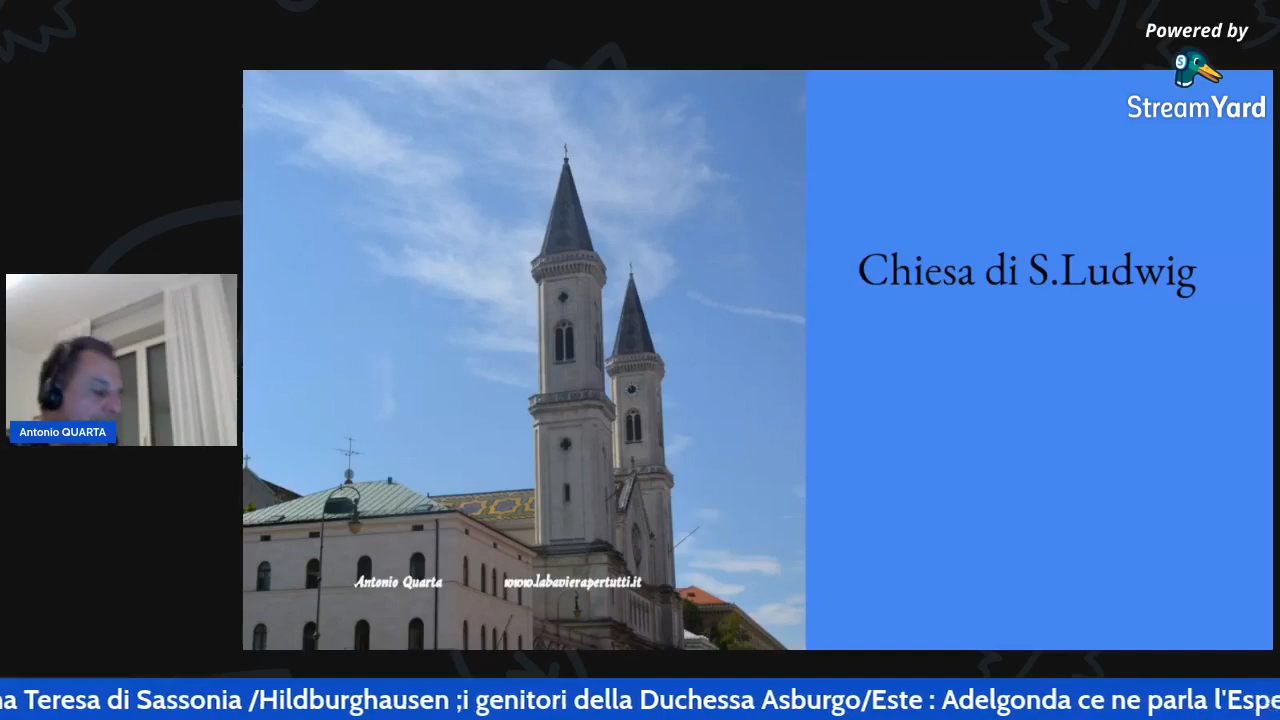 Powered by
StreamYard
Chiesa di S.Ludwig
Antonio QUARTA
Antonio Quarta
www.labavierapertutti.it
na Teresa di Sassonia /Hildburghausen ;i genitori della Duchessa Asburgo/Este : Adelgonda ce ne parla l'Espe